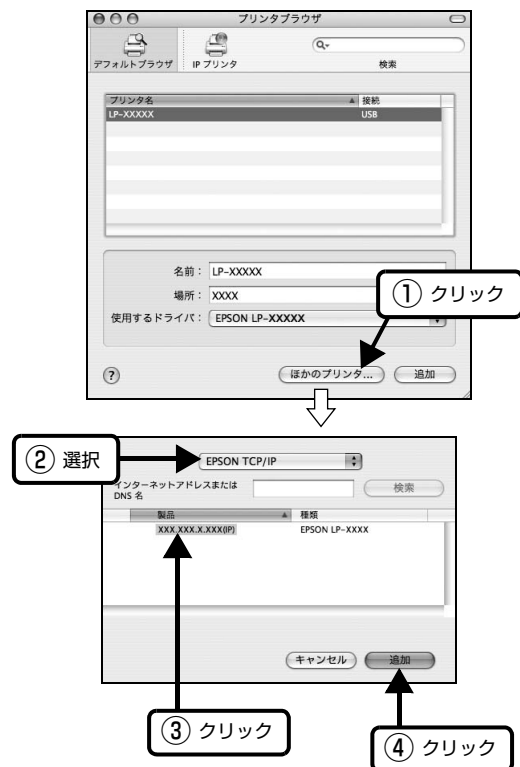 プリンタブラウザ
デフォルトブラウザ IP プリンタ 検索
プリンタ名 接続
LP-XXXXX USB
名前： LP-XXXXX
場所： XXXX
① クリック
使用するドライバ： EPSON LP-XXXXX
? ほかのプリンタ... 追加
② 選択
EPSON TCP/IP
インターネットアドレスまたは
DNS 名
検索
製品 種類
XXX.XXX.X.XXX(IP) EPSON LP-XXXX
キャンセル 追加
③ クリック
④ クリック